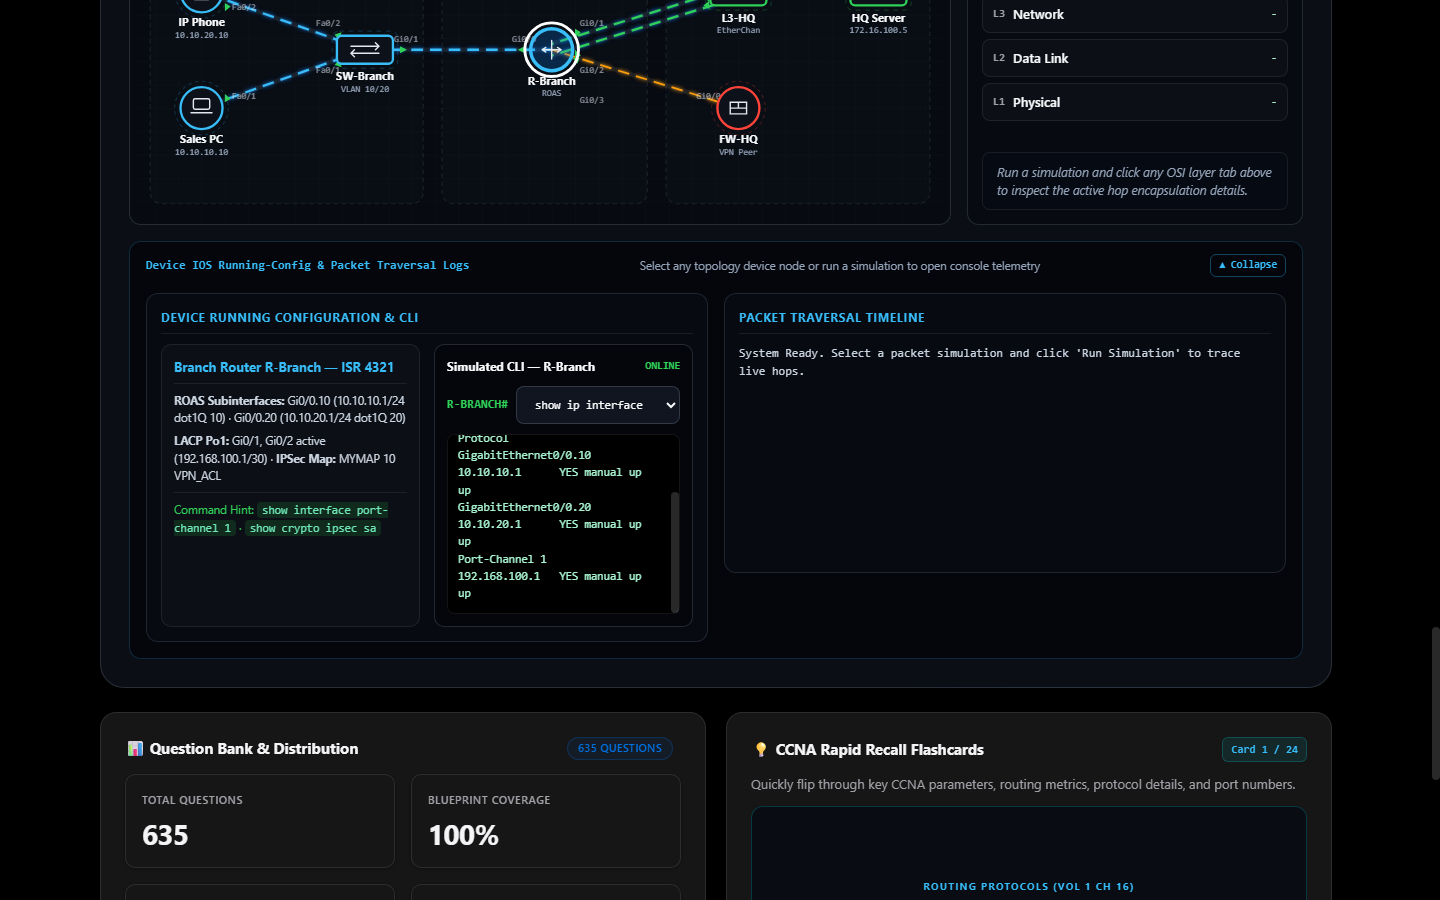 IP Phone
10.10.20.10
Fa0/2
Fa0/2
Gi0/1
SW-Branch
VLAN 10/20
Fa0/1
Fa0/1
Sales PC
10.10.10.10
Gi0/1
R-Branch
ROAS
Gi0/2
Gi0/3
L3-HQ
EtherChan
HQ Server
172.16.100.5
FW-HQ
VPN Peer
L3 Network -
L2 Data Link -
L1 Physical -
Run a simulation and click any OSI layer tab above
to inspect the active hop encapsulation details.
Device IOS Running-Config & Packet Traversal Logs
Select any topology device node or run a simulation to open console telemetry
▲ Collapse
DEVICE RUNNING CONFIGURATION & CLI
Branch Router R-Branch — ISR 4321
ROAS Subinterfaces: Gi0/0.10 (10.10.10.1/24
dot1Q 10) · Gi0/0.20 (10.10.20.1/24 dot1Q 20)
LACP Po1: Gi0/1, Gi0/2 active
(192.168.100.1/30) · IPSec Map: MYMAP 10
VPN_ACL
Command Hint: show interface port-
channel 1 · show crypto ipsec sa
Simulated CLI — R-Branch
ONLINE
R-BRANCH# show ip interface
Protocol
GigabitEthernet0/0.10
10.10.10.1 YES manual up
up
GigabitEthernet0/0.20
10.10.20.1 YES manual up
up
Port-Channel 1
192.168.100.1 YES manual up
up
PACKET TRAVERSAL TIMELINE
System Ready. Select a packet simulation and click 'Run Simulation' to trace
live hops.
📊 Question Bank & Distribution
635 QUESTIONS
TOTAL QUESTIONS
635
BLUEPRINT COVERAGE
100%
💡 CCNA Rapid Recall Flashcards
Card 1 / 24
Quickly flip through key CCNA parameters, routing metrics, protocol details, and port numbers.
ROUTING PROTOCOLS (VOL 1 CH 16)